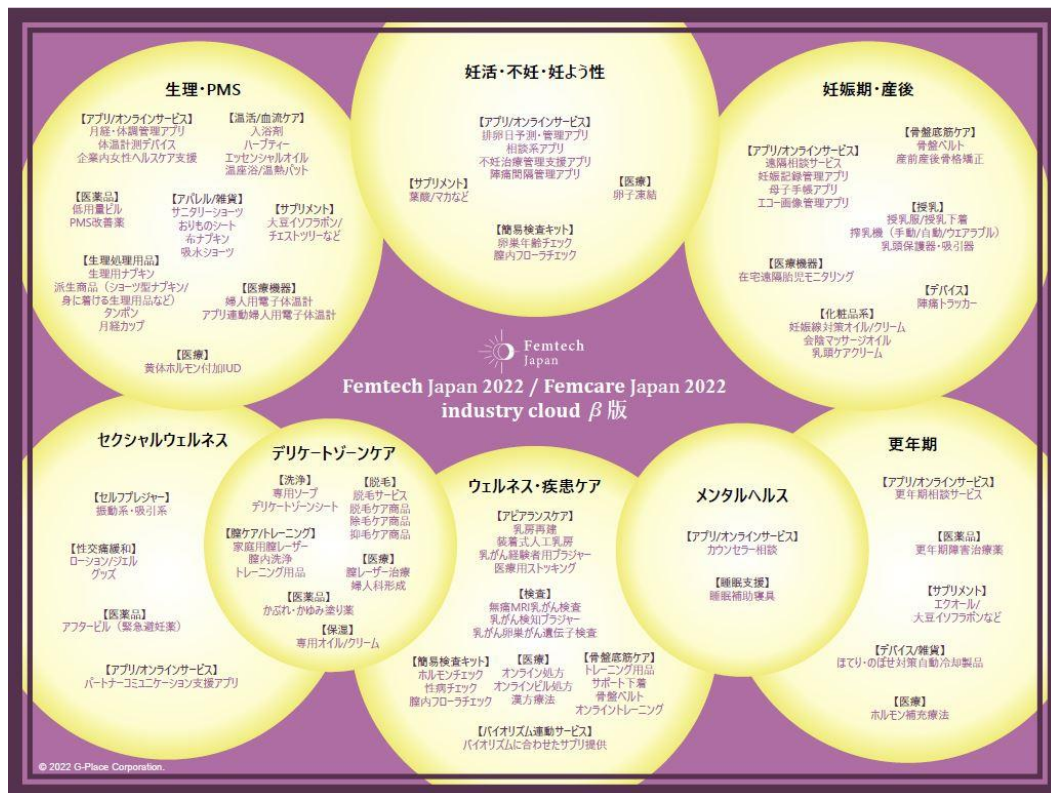 生理・PMS
【アプリ/オンラインサービス】
月経・体調管理アプリ
体温計測デバイス
企業内女性ヘルスケア支援
【温活/血流ケア】
入浴剤
ハーブティー
エッセンシャルオイル
温座浴/温熱パット
【医薬品】
低用量ピル
PMS改善薬
【アパレル/雑貨】
サニタリーショーツ
おりものシート
布ナプキン
吸水ショーツ
【サプリメント】
大豆イソフラボン/
チェストツリーなど
【生理処理用品】
生理用ナプキン
派生商品（ショーツ型ナプキン/
身に着ける生理用品など）
タンポン
月経カップ
【医療機器】
婦人用電子体温計
アプリ連動婦人用電子体温計
【医療】
黄体ホルモン付加IUD
妊活・不妊・妊よう性
【アプリ/オンラインサービス】
排卵日予測・管理アプリ
相談系アプリ
不妊治療管理支援アプリ
陣痛間隔管理アプリ
【サプリメント】
葉酸/マカなど
【医療】
卵子凍結
【簡易検査キット】
卵巣年齢チェック
膣内フローラチェック
妊娠期・産後
【アプリ/オンラインサービス】
遠隔相談サービス
妊娠記録管理アプリ
母子手帳アプリ
エコー画像管理アプリ
【骨盤底筋ケア】
骨盤ベルト
産前産後骨格矯正
【授乳】
授乳服/授乳下着
搾乳機（手動/自動/ウエアラブル）
乳頭保護器・吸引器
【医療機器】
在宅遠隔胎児モニタリング
【デバイス】
陣痛トラッカー
【化粧品系】
妊娠線対策オイル/クリーム
会陰マッサージオイル
乳頭ケアクリーム
Femtech
Japan
Femtech Japan 2022 / Femcare Japan 2022
industry cloud β版
セクシャルウェルネス
【セルフプレジャー】
振動系・吸引系
【性交痛緩和】
ローション/ジェル
グッズ
【医薬品】
アフターピル（緊急避妊薬）
【アプリ/オンラインサービス】
パートナーコミュニケーション支援アプリ
デリケートゾーンケア
【洗浄】
専用ソープ
デリケートゾーンシート
【脱毛】
脱毛サービス
脱毛ケア商品
除毛ケア商品
抑毛ケア商品
【膣ケア/トレーニング】
家庭用膣レーザー
膣内洗浄
トレーニング用品
【医療】
膣レーザー治療
婦人科形成
【医薬品】
かぶれ・かゆみ塗り薬
【保湿】
専用オイル/クリーム
ウェルネス・疾患ケア
【アピアランスケア】
乳房再建
装着式人工乳房
乳がん経験者用ブラジャー
医療用ストッキング
【検査】
無痛MRI乳がん検査
乳がん検知ブラジャー
乳がん卵巣がん遺伝子検査
【簡易検査キット】
ホルモンチェック
性病チェック
膣内フローラチェック
【医療】
オンライン処方
オンラインピル処方
漢方療法
【骨盤底筋ケア】
トレーニング用品
サポート下着
骨盤ベルト
オンライントレーニング
【バイオリズム連動サービス】
バイオリズムに合わせたサプリ提供
メンタルヘルス
【アプリ/オンラインサービス】
カウンセラー相談
【睡眠支援】
睡眠補助寝具
更年期
【アプリ/オンラインサービス】
更年期相談サービス
【医薬品】
更年期障害治療薬
【サプリメント】
エクオール/
大豆イソフラボンなど
【デバイス/雑貨】
ほてり・のぼせ対策自動冷却製品
【医療】
ホルモン補充療法
© 2022 G-Place Corporation.